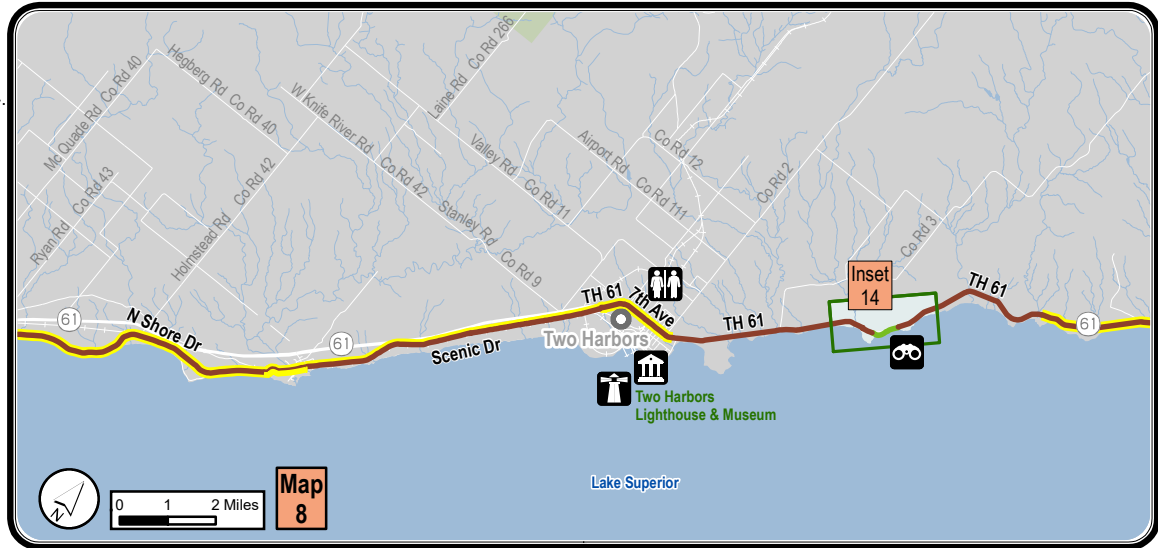 Co Rd 266
Laine Rd
Co Rd 40
Mc Quade Rd
Hegberg Rd
Co Rd 40
W Knife River Rd
Co Rd 42
Valley Rd
Co Rd 11
Airport Rd
Co Rd 111
Co Rd 12
Co Rd 2
Co Rd 3
Co Rd 43
Ryan Rd
Co Rd 42
Holmstead Rd
Stanley Rd
Co Rd 9
Inset
14
TH 61
TH 61
7th Ave
TH 61
61
N Shore Dr
61
Scenic Dr
Two Harbors
61
Two Harbors
Lighthouse & Museum
Lake Superior
N
0 1 2 Miles
Map
8